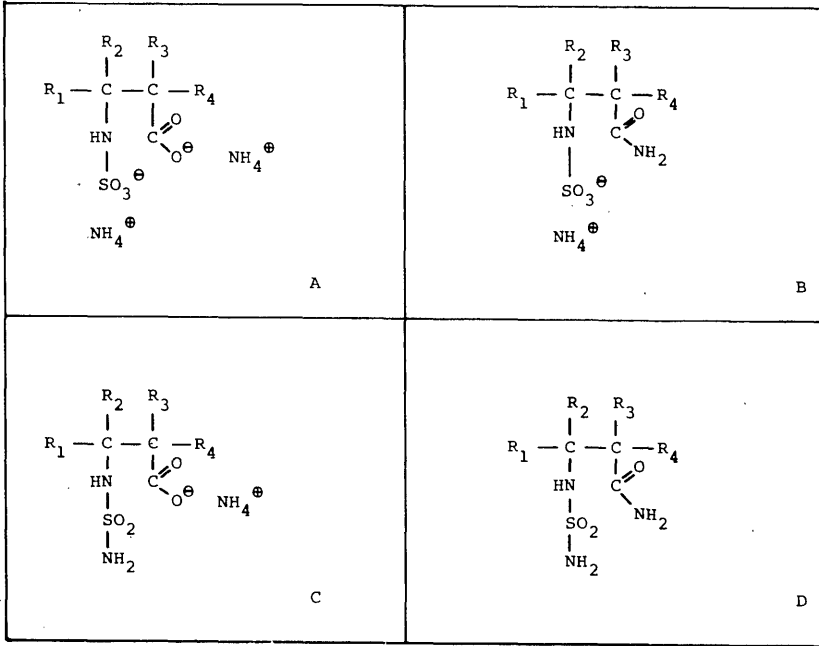 R2 R3
R1 — C — C — R4
HN C O
O⊖ NH4⊕
SO3⊖
NH4⊕
A
R2 R3
R1 — C — C — R4
HN C O
NH2
SO3⊖
NH4⊕
B
R2 R3
R1 — C — C — R4
HN C O
O⊖ NH4⊕
SO2
NH2
C
R2 R3
R1 — C — C — R4
HN C O
SO2 NH2
NH2
D